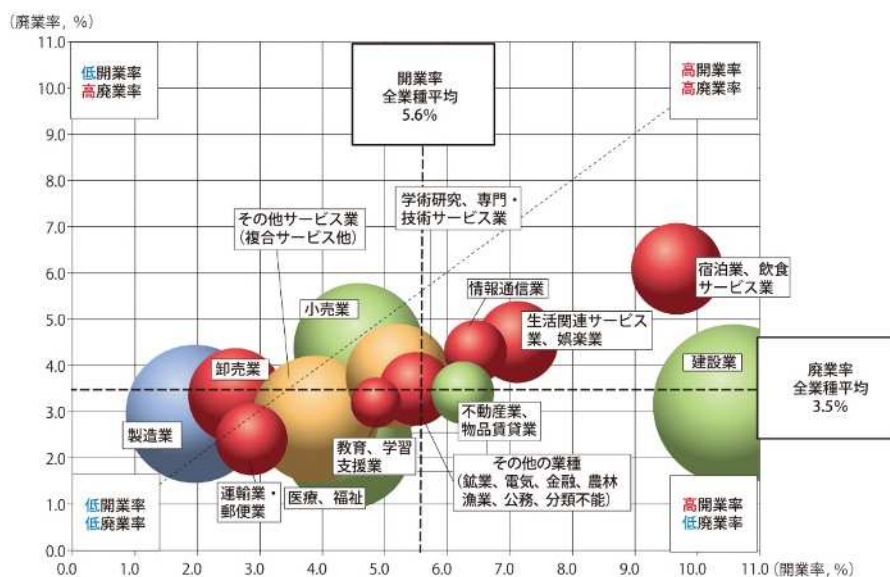 (廃業率, %)
11.0
10.0
9.0
8.0
7.0
6.0
5.0
4.0
3.0
2.0
1.0
0.0
低開業率
高廃業率
開業率
全業種平均
5.6%
高開業率
高廃業率
その他サービス業
(複合サービス他)
学術研究、専門・
技術サービス業
小売業
情報通信業
宿泊業、飲食
サービス業
生活関連サービス
業、娯楽業
卸売業
建設業
廃業率
全業種平均
3.5%
製造業
教育、学習
支援業
不動産業、
物品賃貸業
運輸業・
郵便業
医療、福祉
その他の業種
(鉱業、電気、金融、農林
漁業、公務、分類不能)
低開業率
低廃業率
高開業率
低廃業率
0.0 1.0 2.0 3.0 4.0 5.0 6.0 7.0 8.0 9.0 10.0 11.0 (開業率, %)